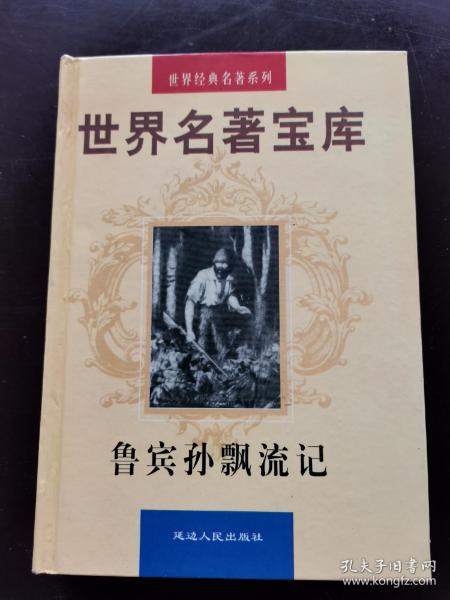 世界经典名著系列
世界名著宝库
鲁宾孙飘流记
延边人民出版社
孔夫子旧书网
www.kongfz.com